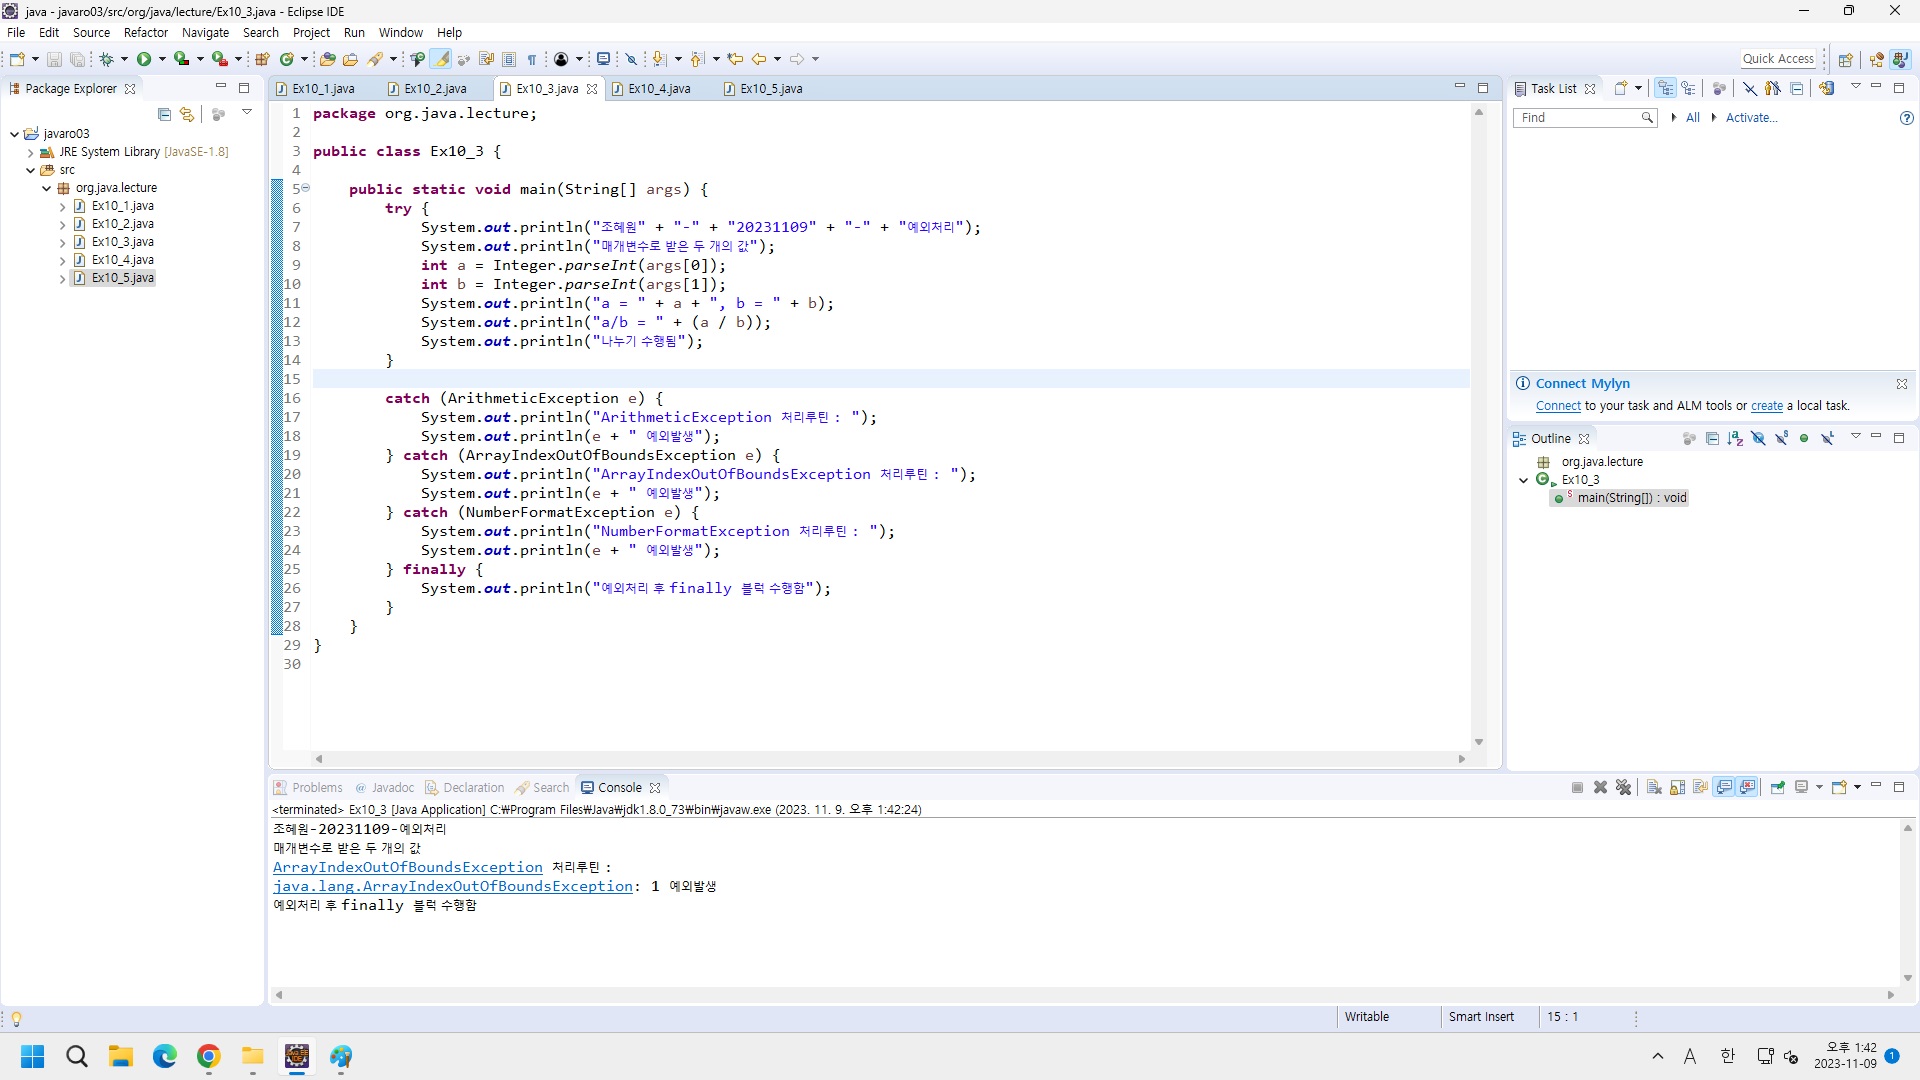 java - javaro03/src/org/java/lecture/Ex10_3.java - Eclipse IDE
File Edit Source Refactor Navigate Search Project Run Window Help
Quick Access
Package Explorer
javaro03
JRE System Library [JavaSE-1.8]
src
org.java.lecture
Ex10_1.java
Ex10_2.java
Ex10_3.java
Ex10_4.java
Ex10_5.java
Ex10_1.java Ex10_2.java Ex10_3.java Ex10_4.java Ex10_5.java
1 package org.java.lecture;
2
3 public class Ex10_3 {
4
5 public static void main(String[] args) {
6 try {
7 System.out.println("조혜원" + "-" + "20231109" + "-" + "예외처리");
8 System.out.println("매개변수로 받은 두 개의 값");
9 int a = Integer.parseInt(args[0]);
10 int b = Integer.parseInt(args[1]);
11 System.out.println("a = " + a + ", b = " + b);
12 System.out.println("a/b = " + (a / b));
13 System.out.println("나누기 수행됨");
14 }
15
16 catch (ArithmeticException e) {
17 System.out.println("ArithmeticException 처리루틴 : ");
18 System.out.println(e + " 예외발생");
19 } catch (ArrayIndexOutOfBoundsException e) {
20 System.out.println("ArrayIndexOutOfBoundsException 처리루틴 : ");
21 System.out.println(e + " 예외발생");
22 } catch (NumberFormatException e) {
23 System.out.println("NumberFormatException 처리루틴 : ");
24 System.out.println(e + " 예외발생");
25 } finally {
26 System.out.println("예외처리 후 finally 블럭 수행함");
27 }
28 }
29 }
30
Task List
Find All Activate...
Connect Mylyn
Connect to your task and ALM tools or create a local task.
Outline
org.java.lecture
Ex10_3
main(String[]) : void
Problems Javadoc Declaration Search Console
<terminated> Ex10_3 [Java Application] C:₩Program Files₩Java₩jdk1.8.0_73₩bin₩javaw.exe (2023. 11. 9. 오후 1:42:24)
조혜원-20231109-예외처리
매개변수로 받은 두 개의 값
ArrayIndexOutOfBoundsException 처리루틴 :
java.lang.ArrayIndexOutOfBoundsException: 1 예외발생
예외처리 후 finally 블럭 수행함
Writable Smart Insert 15 : 1
A 한 오후 1:42
2023-11-09 1